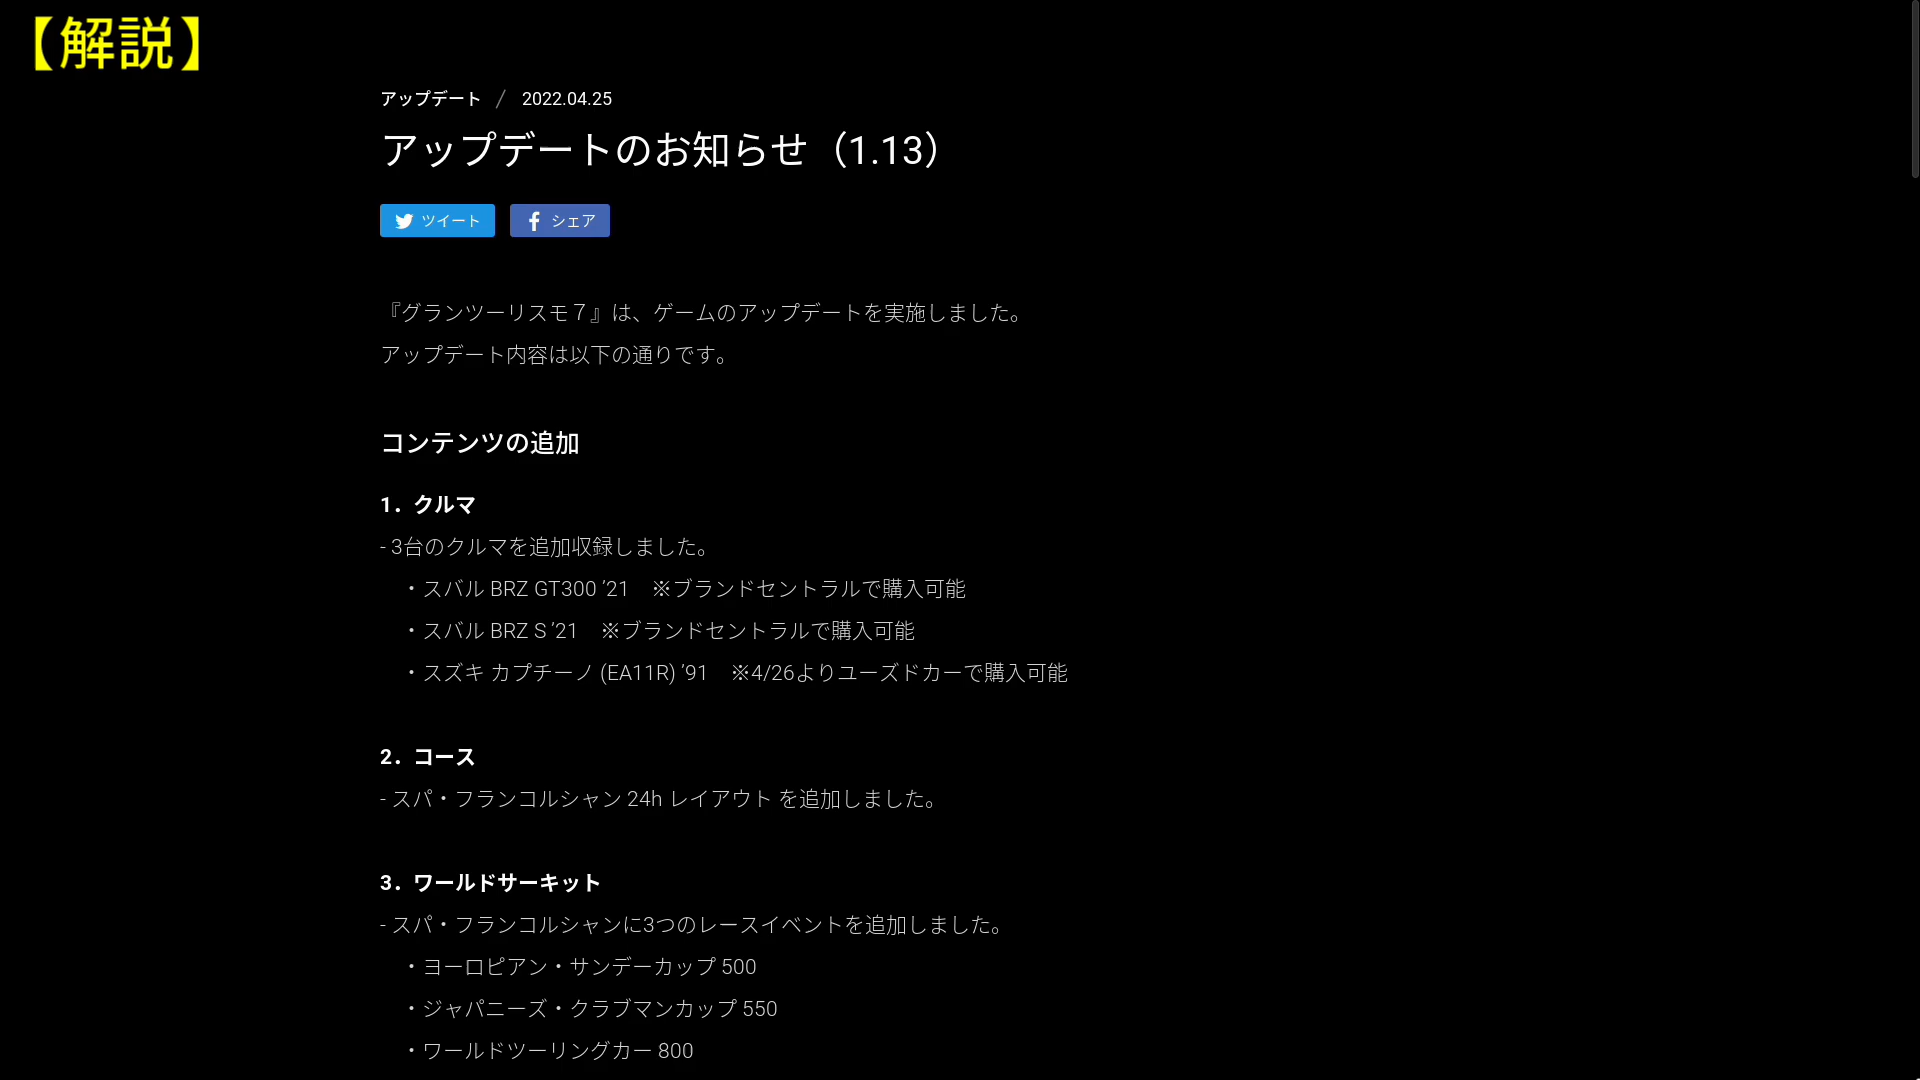 【解説】
アップデート / 2022.04.25
アップデートのお知らせ（1.13）
ツイート シェア
『グランツーリスモ７』は、ゲームのアップデートを実施しました。
アップデート内容は以下の通りです。
コンテンツの追加
1．クルマ
- 3台のクルマを追加収録しました。
・スバル BRZ GT300 ’21　※ブランドセントラルで購入可能
・スバル BRZ S ’21　※ブランドセントラルで購入可能
・スズキ カプチーノ (EA11R) ’91　※4/26よりユーズドカーで購入可能
2．コース
- スパ・フランコルシャン 24h レイアウト を追加しました。
3．ワールドサーキット
- スパ・フランコルシャンに3つのレースイベントを追加しました。
・ヨーロピアン・サンデーカップ 500
・ジャパニーズ・クラブマンカップ 550
・ワールドツーリングカー 800